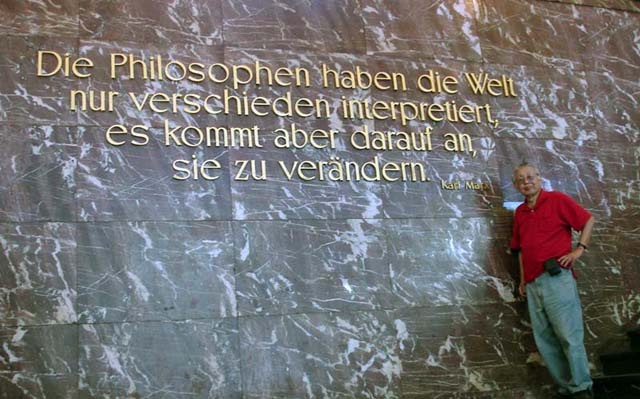 Die Philosophen haben die Welt
nur verschieden interpretiert,
es kommt aber darauf an,
sie zu verändern.
Karl Marx